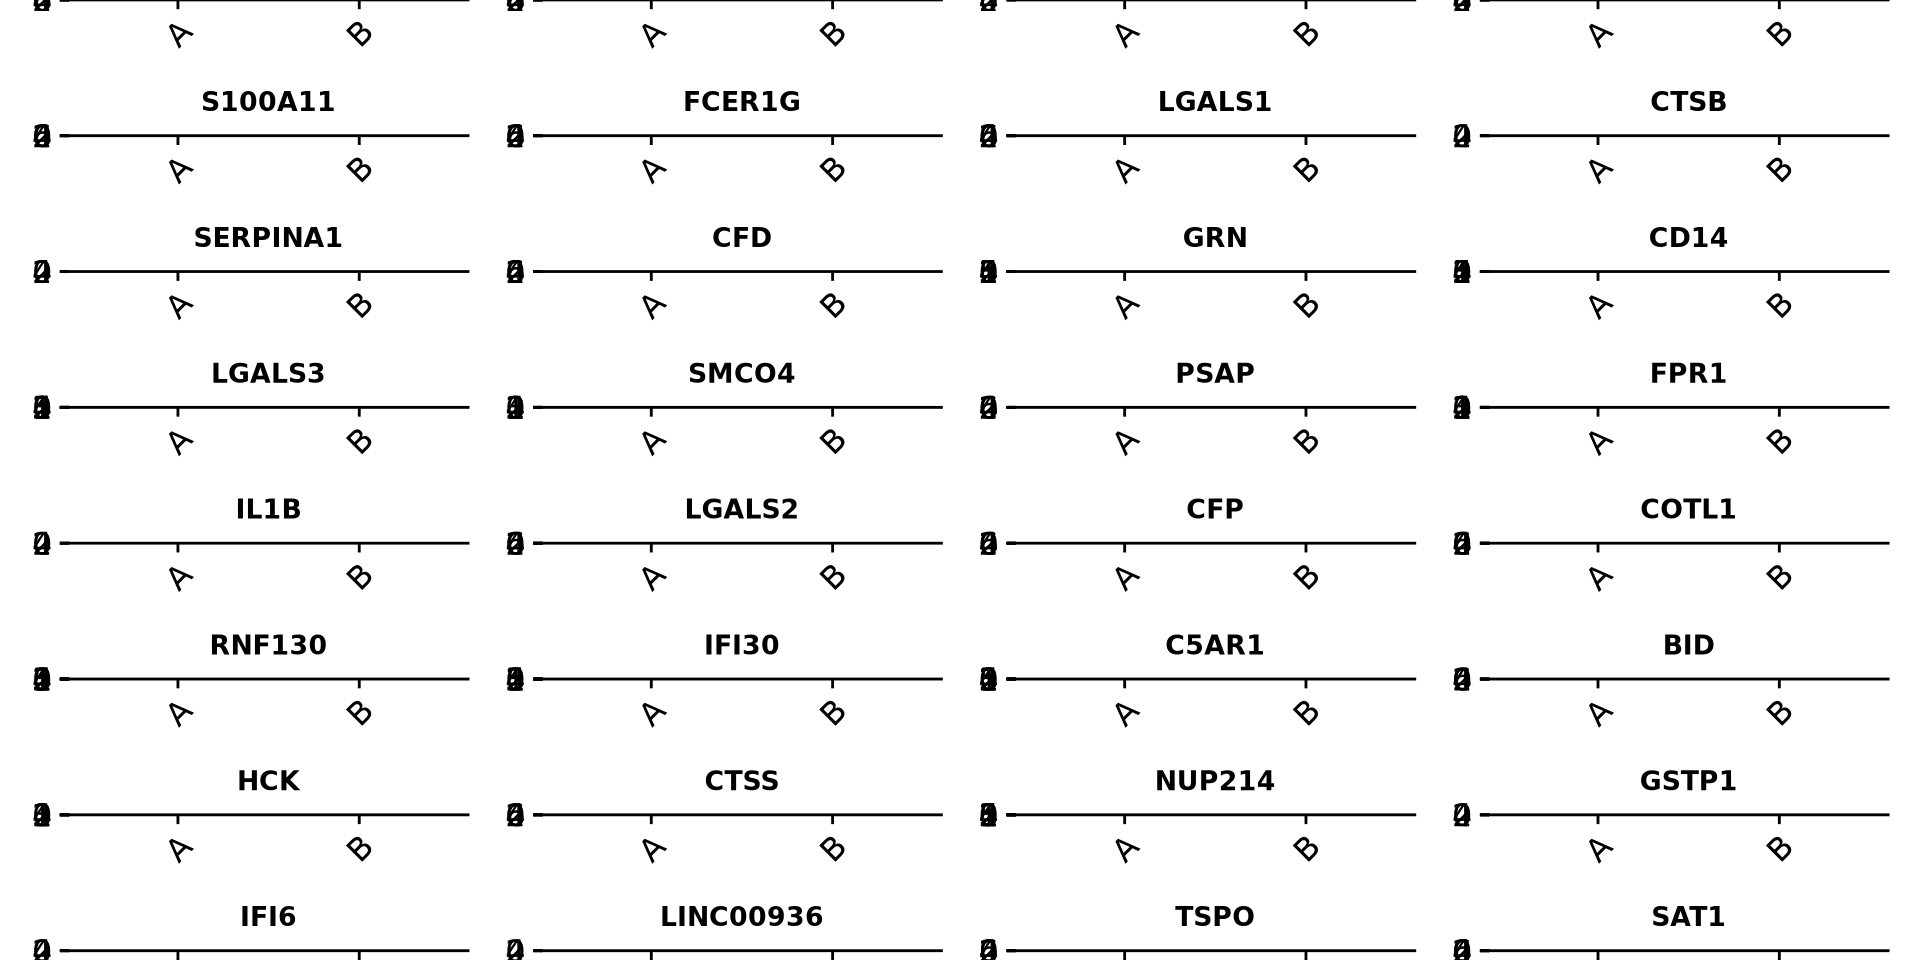 A B A B A B A B
S100A11 FCER1G LGALS1 CTSB
A B A B A B A B
SERPINA1 CFD GRN CD14
A B A B A B A B
LGALS3 SMCO4 PSAP FPR1
A B A B A B A B
IL1B LGALS2 CFP COTL1
A B A B A B A B
RNF130 IFI30 C5AR1 BID
A B A B A B A B
HCK CTSS NUP214 GSTP1
A B A B A B A B
IFI6 LINC00936 TSPO SAT1